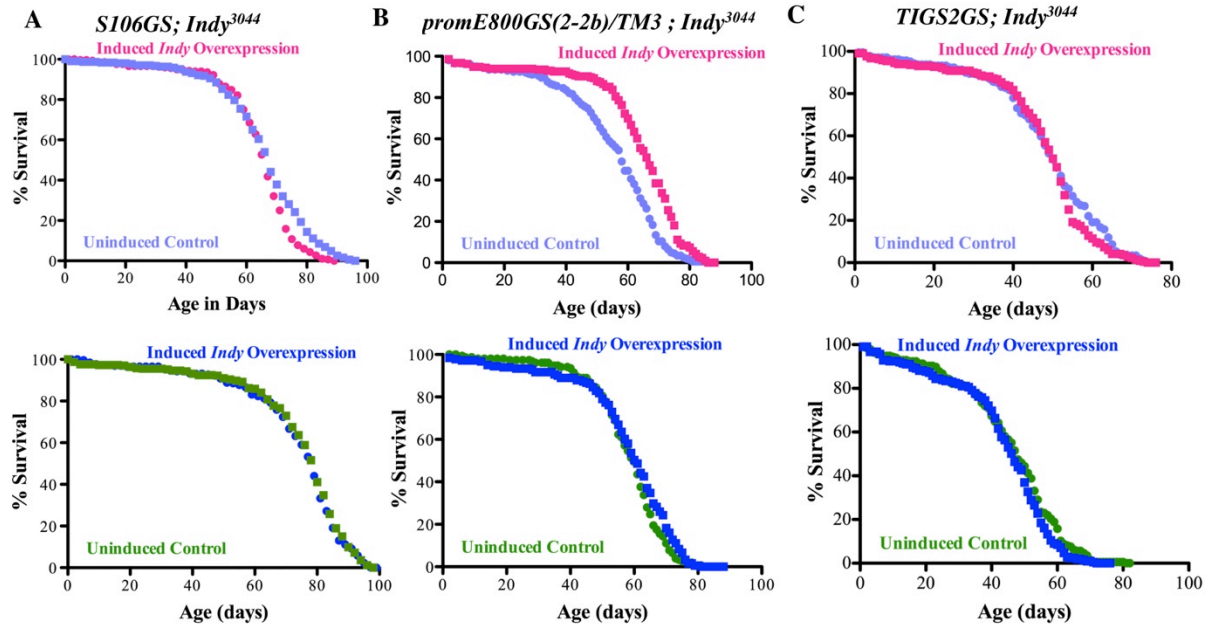 A
S106GS; Indy3044
Induced Indy Overexpression
100
80
60
40
20
0
% Survival
Uninduced Control
0 20 40 60 80 100
Age in Days
B
promE800GS(2-2b)/TM3 ; Indy3044
Induced Indy Overexpression
100
80
60
40
20
0
% Survival
Uninduced Control
0 20 40 60 80 100
Age (days)
C
TIGS2GS; Indy3044
Induced Indy Overexpression
100
80
60
40
20
0
% Survival
Uninduced Control
0 20 40 60 80
Age (days)
Induced Indy Overexpression
100
80
60
40
20
0
% Survival
Uninduced Control
0 20 40 60 80 100
Age (days)
Induced Indy Overexpression
100
80
60
40
20
0
% Survival
Uninduced Control
0 20 40 60 80 100
Age (days)
Induced Indy Overexpression
100
80
60
40
20
0
% Survival
Uninduced Control
0 20 40 60 80 100
Age (days)